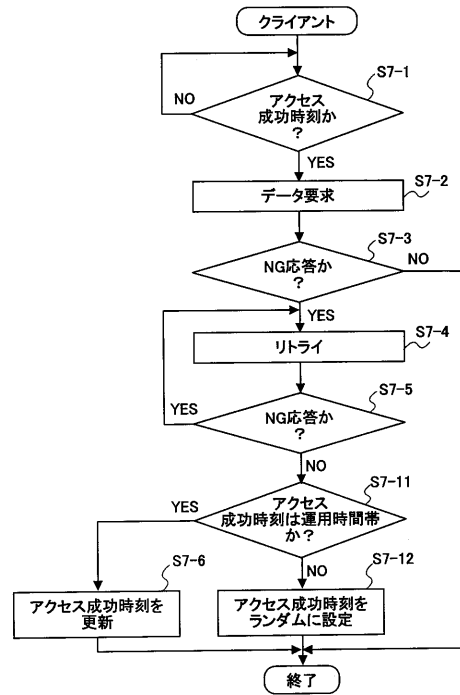 クライアント
S7-1
アクセス
成功時刻か
?
NO
YES
S7-2
データ要求
S7-3
NG応答か
?
NO
YES
S7-4
リトライ
S7-5
NG応答か
?
YES
NO
S7-11
アクセス
成功時刻は運用時間帯
か?
YES
NO
S7-6
アクセス成功時刻を
更新
S7-12
アクセス成功時刻を
ランダムに設定
終了